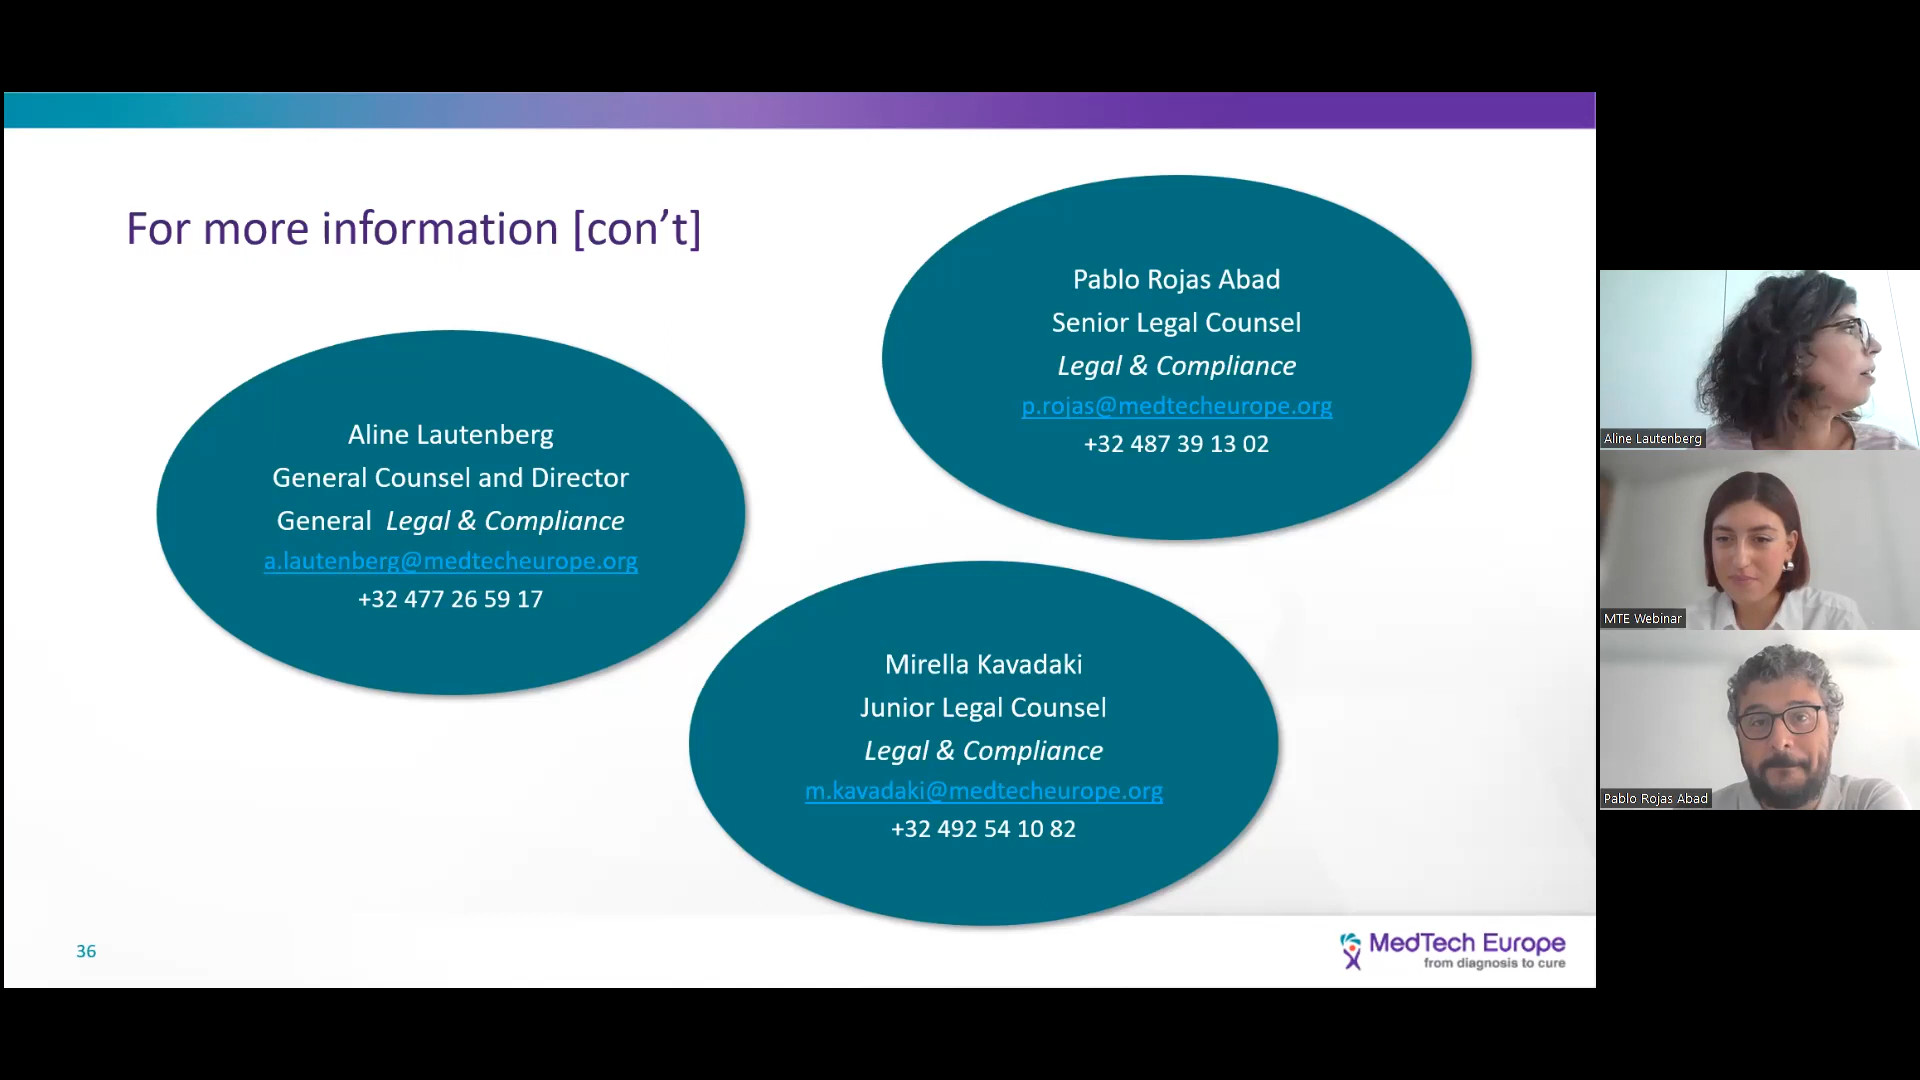 For more information [con’t]
Pablo Rojas Abad
Senior Legal Counsel
Legal & Compliance
p.rojas@medtecheurope.org
+32 487 39 13 02
Aline Lautenberg
General Counsel and Director
General Legal & Compliance
a.lautenberg@medtecheurope.org
+32 477 26 59 17
Mirella Kavadaki
Junior Legal Counsel
Legal & Compliance
m.kavadaki@medtecheurope.org
+32 492 54 10 82
36
MedTech Europe
from diagnosis to cure
Aline Lautenberg
MTE Webinar
Pablo Rojas Abad